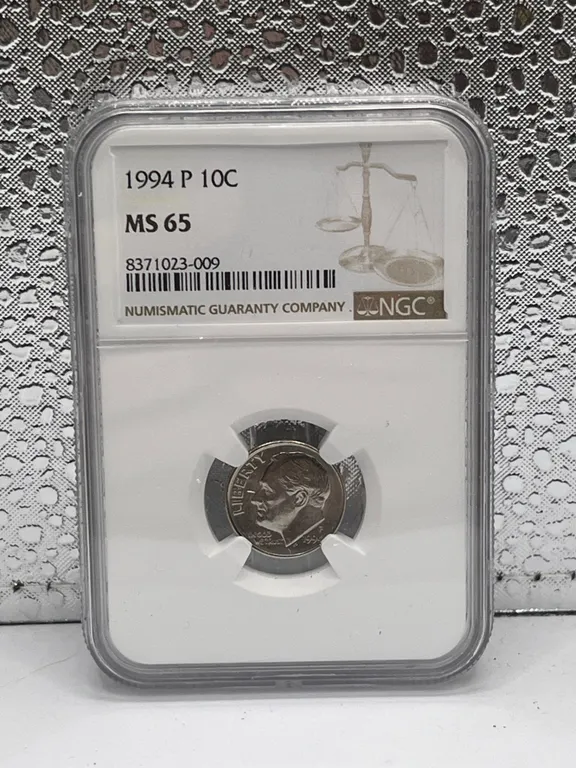 1994 P 10C
MS 65
8371023-009
NUMISMATIC GUARANTY COMPANY
NGC®
LIBERTY